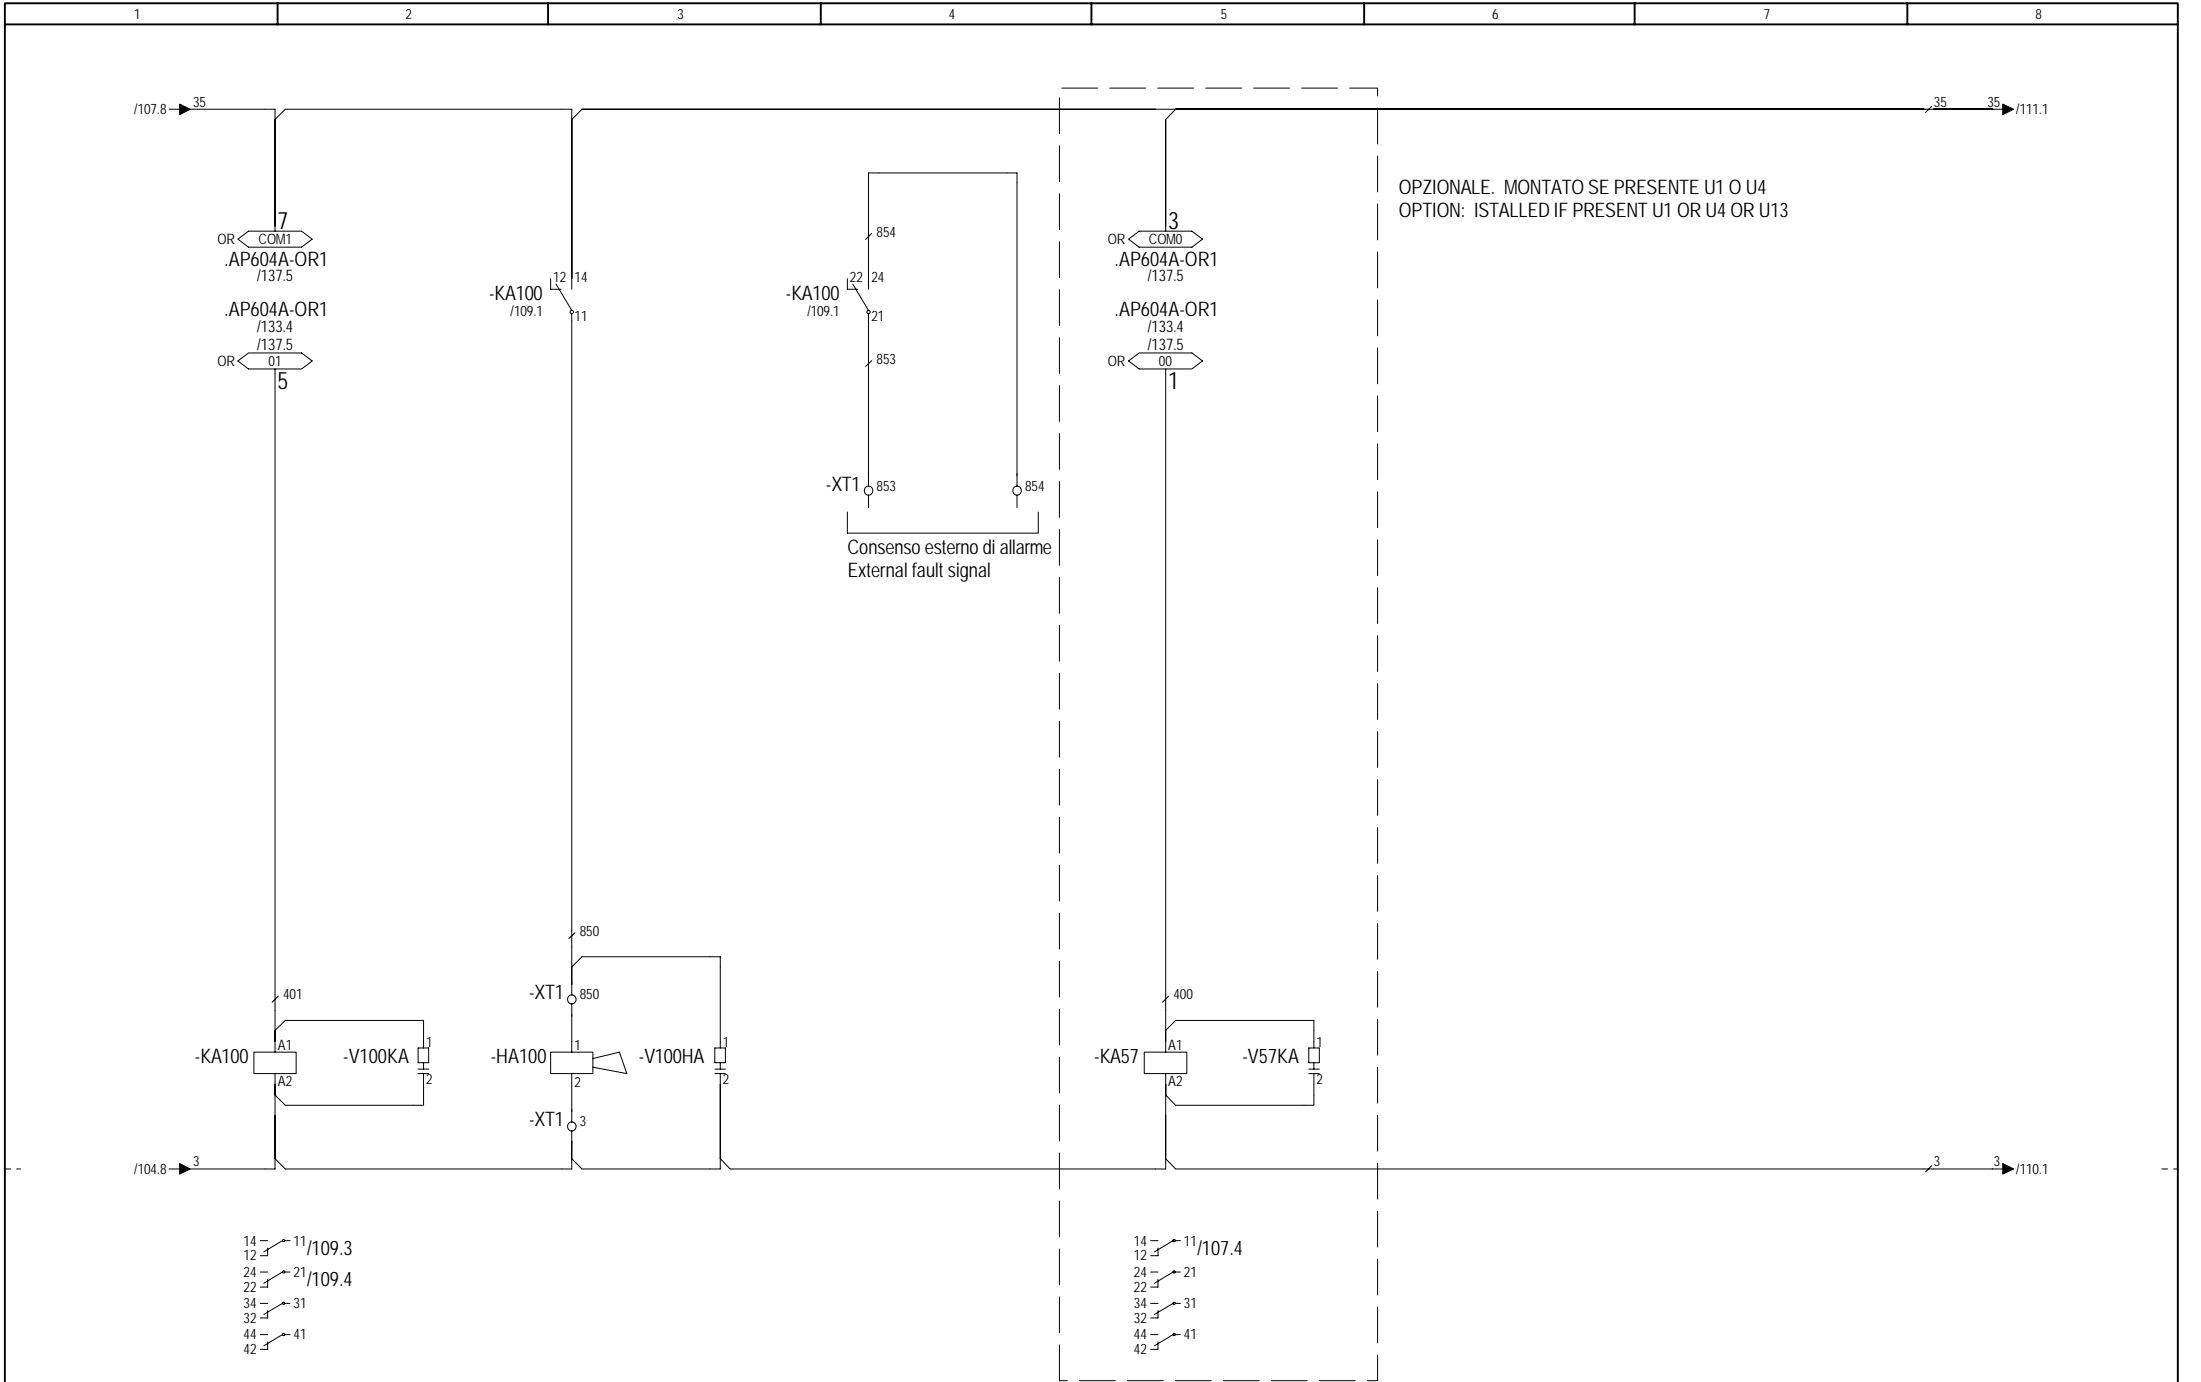 1 2 3 4 5 6 7 8
/107.8 35
35 35 /111.1
OPZIONALE. MONTATO SE PRESENTE U1 O U4
OPTION: ISTALLED IF PRESENT U1 OR U4 OR U13
7
OR COM1
.AP604A-OR1
/137.5
.AP604A-OR1
/133.4
/137.5
OR 01
5
12 14
-KA100
/109.1
11
854
22 24
-KA100
/109.1
21
853
-XT1 853
854
Consenso esterno di allarme
External fault signal
3
OR COM0
.AP604A-OR1
/137.5
.AP604A-OR1
/133.4
/137.5
OR 00
1
401
-KA100 A1
A2
-V100KA 1
2
850
-XT1 850
-HA100 1
2
-V100HA 1
2
-XT1 3
400
-KA57 A1
A2
-V57KA 1
2
/104.8 3
3 3 /110.1
14 11 /109.3
12
24 21 /109.4
22
34 31
32
44 41
42
14 11 /107.4
12
24 21
22
34 31
32
44 41
42